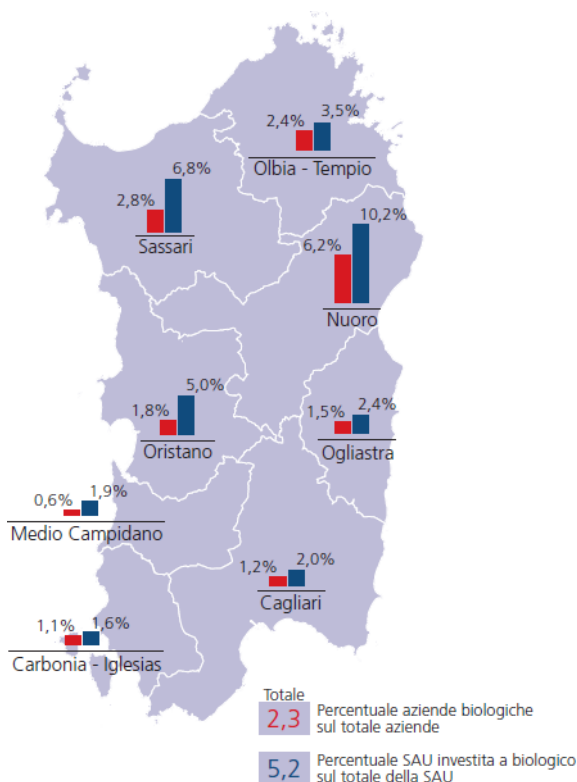 2,4% 3,5%
Olbia - Tempio
2,8% 6,8%
Sassari
6,2% 10,2%
Nuoro
1,8% 5,0%
Oristano
1,5% 2,4%
Ogliastra
0,6% 1,9%
Medio Campidano
1,2% 2,0%
Cagliari
1,1% 1,6%
Carbonia - Iglesias
Totale
2,3 Percentuale aziende biologiche
sul totale aziende
5,2 Percentuale SAU investita a biologico
sul totale della SAU